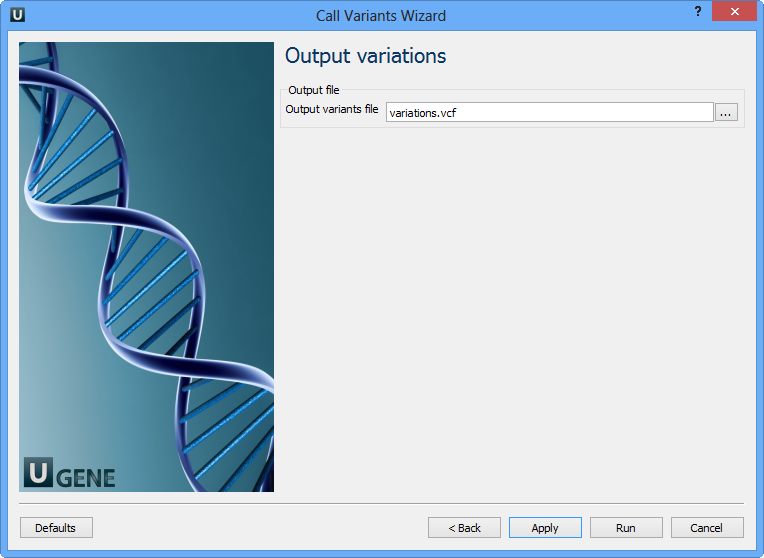 U
Call Variants Wizard
?
Output variations
Output file
Output variants file
variations.vcf
...
U GENE
Defaults
< Back
Apply
Run
Cancel